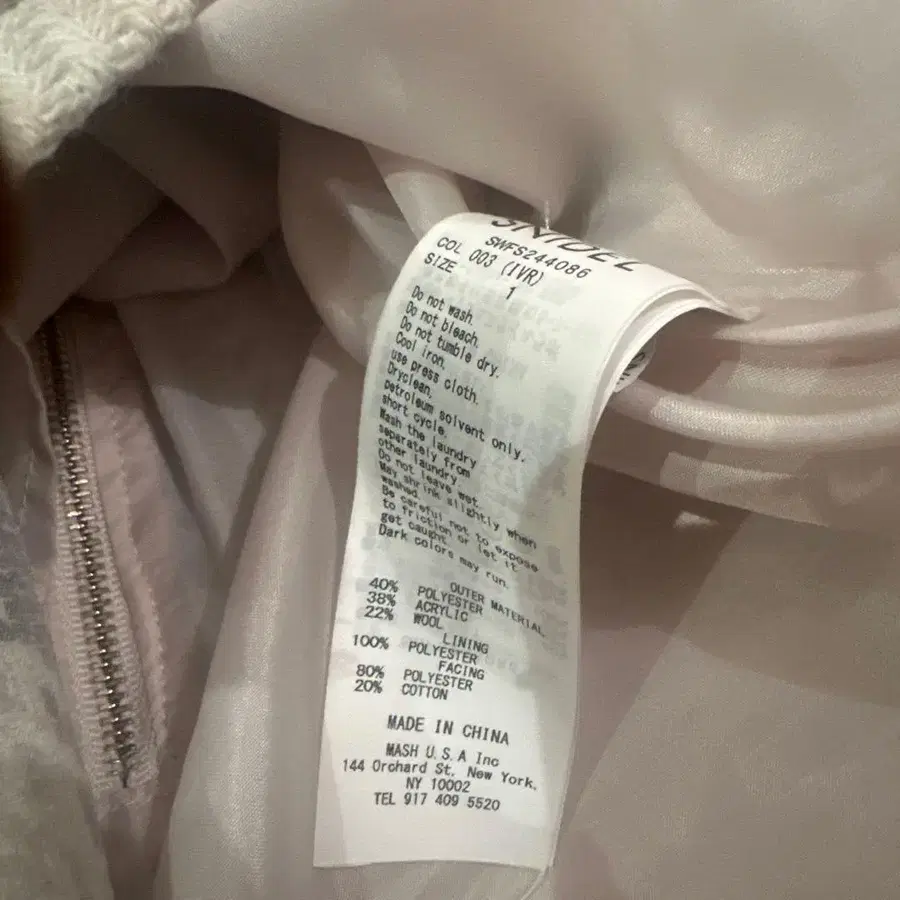 SNIDEL
SWFS244086
COL 003 (IVR)
SIZE 1
Do not wash.
Do not bleach.
Do not tumble dry.
Cool iron,
use press cloth.
Dryclean,
petroleum solvent only.
short cycle.
Wash the laundry
separately from
other laundry.
Do not leave wet.
May shrink slightly when
washed.
Be careful not to expose
to friction or let it
get caught.
Dark colors may run.
OUTER MATERIAL
40% POLYESTER
38% ACRYLIC
22% WOOL
LINING
100% POLYESTER
FACING
80% POLYESTER
20% COTTON
MADE IN CHINA
MASH U.S.A Inc
144 Orchard St. New York,
NY 10002
TEL 917 409 5520